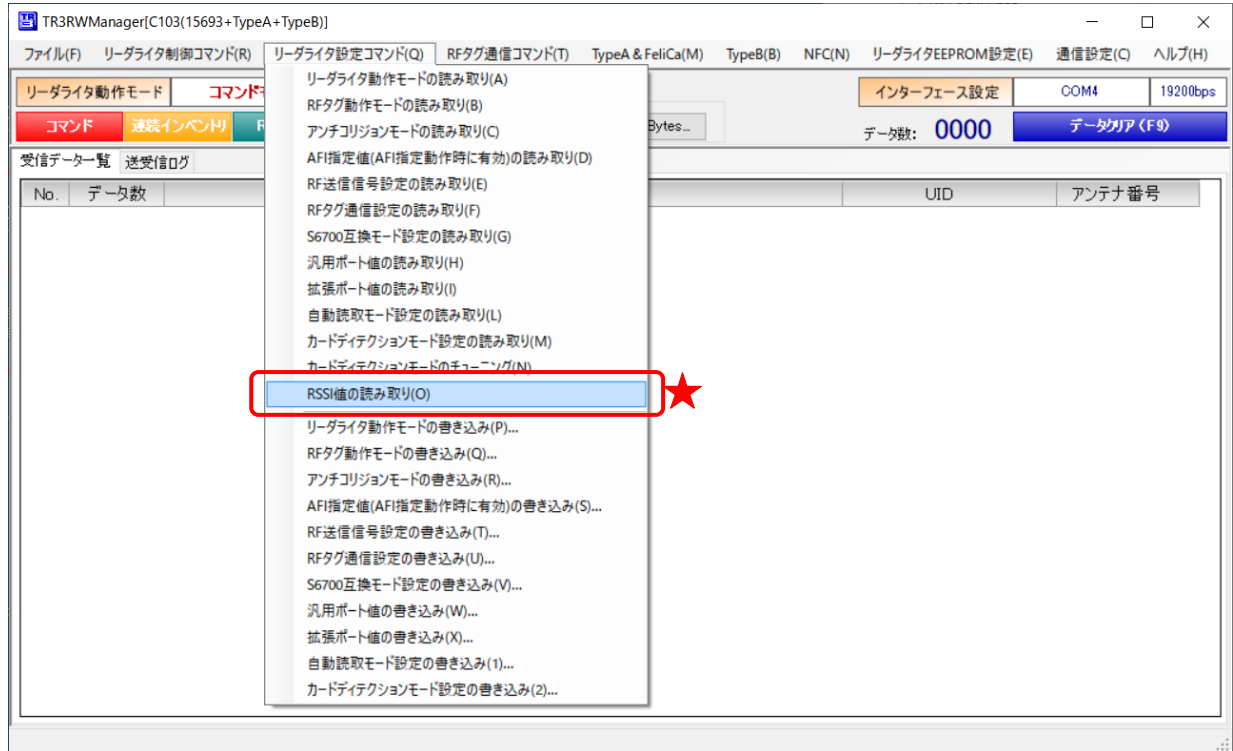 TR3RWManager[C103(15693+TypeA+TypeB)]
ファイル(F) リーダライタ制御コマンド(R) リーダライタ設定コマンド(Q) RFタグ通信コマンド(T) TypeA & FeliCa(M) TypeB(B) NFC(N) リーダライタEEPROM設定(E) 通信設定(C) ヘルプ(H)
リーダライタ動作モード コマンド インターフェース設定 COM4 19200bps
コマンド 連続インベントリ Bytes... データ数: 0000 データクリア(F9)
受信データ一覧 送受信ログ
No. データ数 UID アンテナ番号
リーダライタ動作モードの読み取り(A)
RFタグ動作モードの読み取り(B)
アンチコリジョンモードの読み取り(C)
AFI指定値(AFI指定動作時に有効)の読み取り(D)
RF送信信号設定の読み取り(E)
RFタグ通信設定の読み取り(F)
S6700互換モード設定の読み取り(G)
汎用ポート値の読み取り(H)
拡張ポート値の読み取り(I)
自動読取モード設定の読み取り(L)
カードディテクションモード設定の読み取り(M)
カードディテクションモードのチューニング(N)
RSSI値の読み取り(O)
リーダライタ動作モードの書き込み(P)...
RFタグ動作モードの書き込み(Q)...
アンチコリジョンモードの書き込み(R)...
AFI指定値(AFI指定動作時に有効)の書き込み(S)...
RF送信信号設定の書き込み(T)...
RFタグ通信設定の書き込み(U)...
S6700互換モード設定の書き込み(V)...
汎用ポート値の書き込み(W)...
拡張ポート値の書き込み(X)...
自動読取モード設定の書き込み(1)...
カードディテクションモード設定の書き込み(2)...